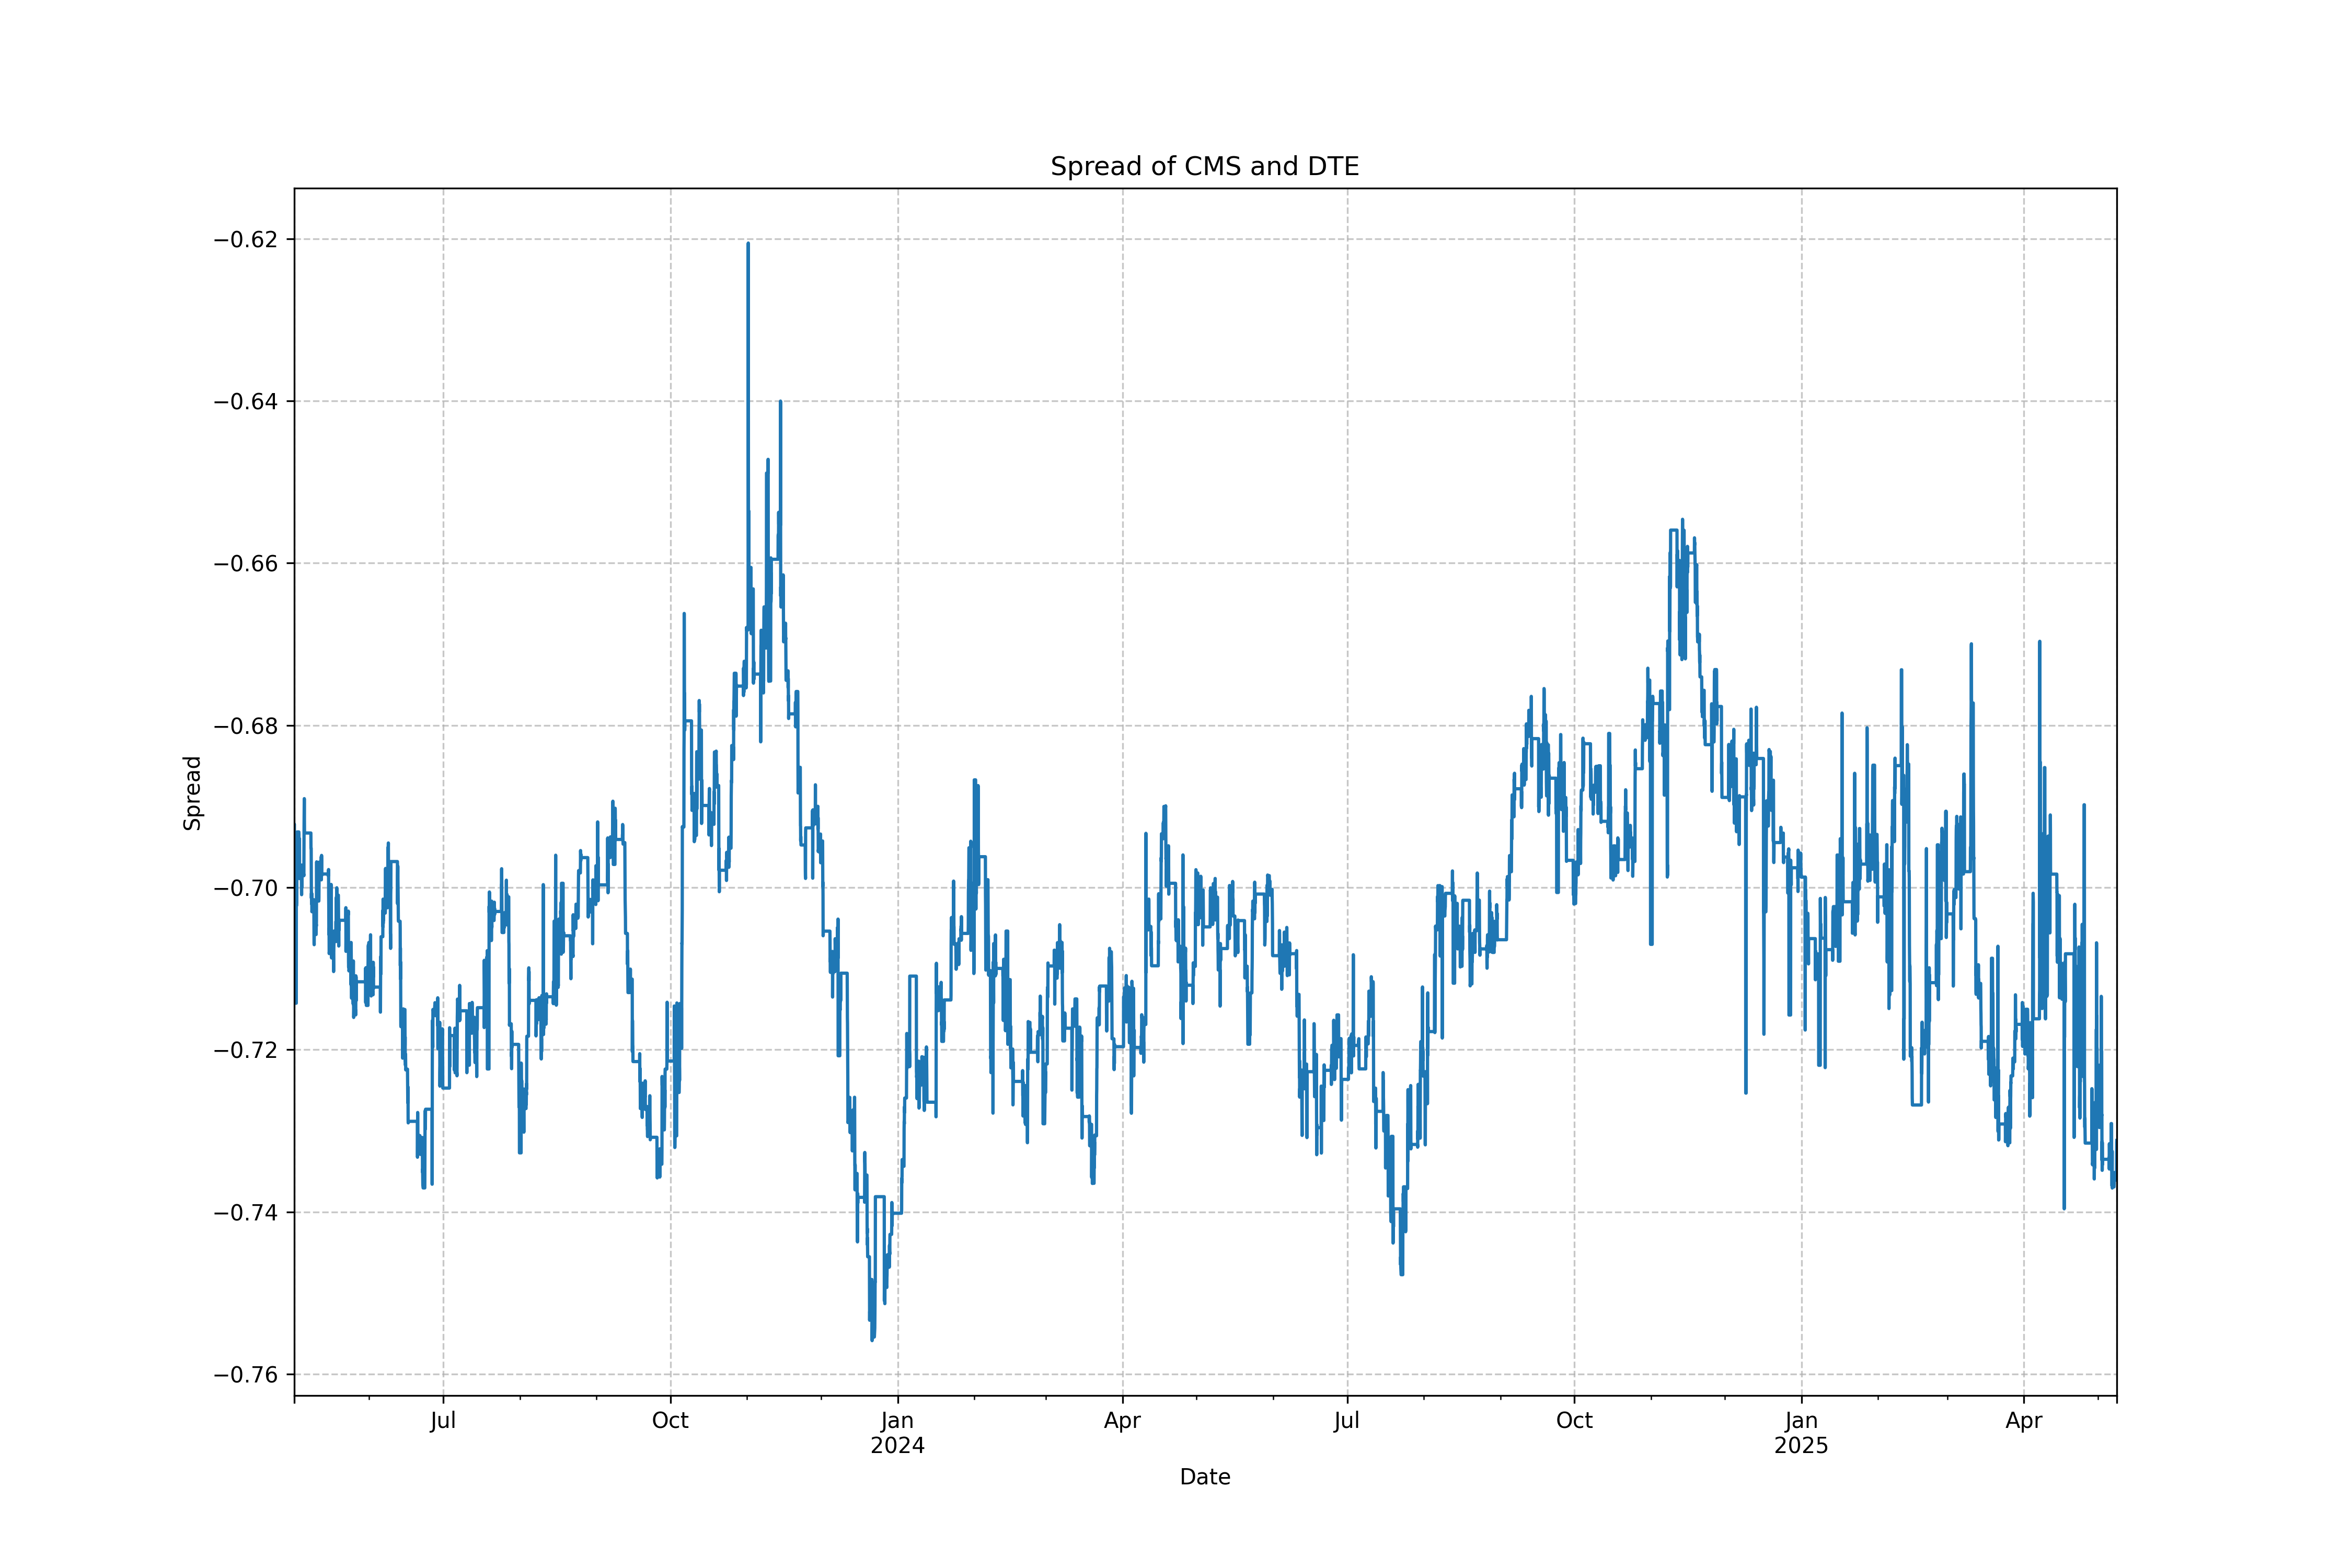 Spread of CMS and DTE
Spread
−0.62
−0.64
−0.66
−0.68
−0.70
−0.72
−0.74
−0.76
Jul Oct Jan Apr Jul Oct Jan Apr
2024 2025
Date